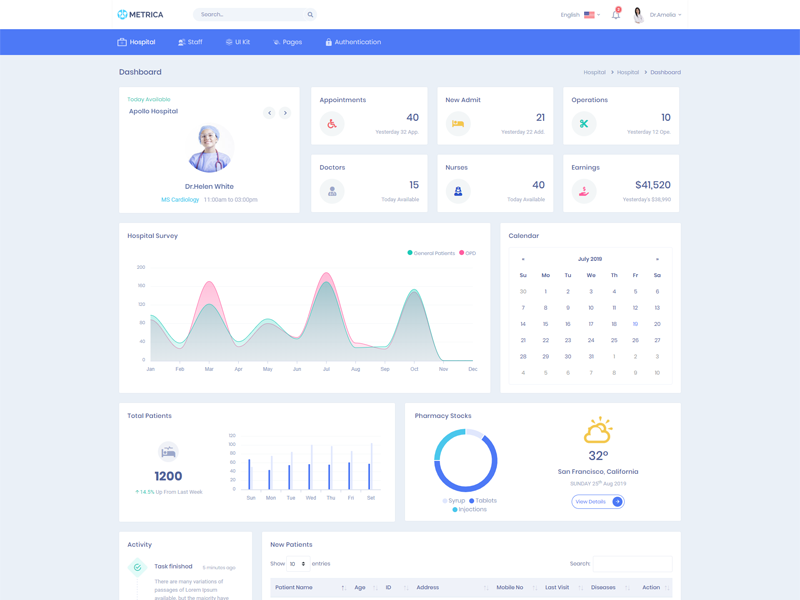 METRICA
Search..
English
3
Dr.Amelia
Hospital
Staff
UI Kit
Pages
Authentication
Dashboard
Hospital > Hospital > Dashboard
Today Available
Apollo Hospital
Dr.Helen White
MS Cardiology 11:00am to 03:00pm
Appointments
40
Yesterday 50 App.
New Admit
21
Yesterday 22 Add.
Operations
10
Yesterday 12 Ope.
Doctors
15
Today Available
Nurses
40
Today Available
Earnings
$41,520
Yesterday's $38,990
Hospital Survey
General Patients OPD
200
160
120
80
40
0
Jan Feb Mar Apr May Jun Jul Aug Sep Oct Nov Dec
Calendar
« July 2019 »
Su Mo Tu We Th Fr Sa
30 1 2 3 4 5 6
7 8 9 10 11 12 13
14 15 16 17 18 19 20
21 22 23 24 25 26 27
28 29 30 31 1 2 3
4 5 6 7 8 9 10
Total Patients
1200
14.5% Up From Last Week
120
100
80
60
40
20
0
Sun Mon Tue Wed Thu Fri Sat
Pharmacy Stocks
Syrup Tablets
Injections
32°
San Francisco, California
SUNDAY 25th Aug 2019
View Details
Activity
Task finished 5 minutes ago
There are many variations of
passages of Lorem Ipsum
available, but the majority have
New Patients
Show 10 entries
Search:
Patient Name Age ID Address Mobile No Last Visit Diseases Action